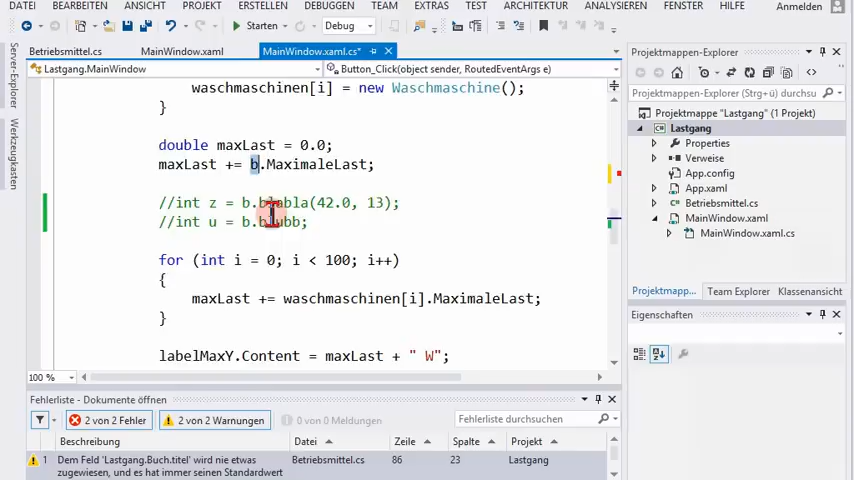 DATEI BEARBEITEN ANSICHT PROJEKT ERSTELLEN DEBUGGEN TEAM EXTRAS TEST ARCHITEKTUR ANALYSIEREN FENSTER HILFE
Anmelden
Starten Debug
Betriebsmittel.cs MainWindow.xaml MainWindow.xaml.cs*
Lastgang.MainWindow Button_Click(object sender, RoutedEventArgs e)
Server-Explorer
Werkzeugkasten
waschmaschinen[i] = new Waschmaschine();
}
double maxLast = 0.0;
maxLast += b.MaximaleLast;
//int z = b.blabla(42.0, 13);
//int u = b.blubb;
for (int i = 0; i < 100; i++)
{
maxLast += waschmaschinen[i].MaximaleLast;
}
labelMaxY.Content = maxLast + " W";
100 %
Projektmappen-Explorer
Projektmappen-Explorer (Strg+ü) durchsu
Projektmappe "Lastgang" (1 Projekt)
Lastgang
Properties
Verweise
App.config
App.xaml
Betriebsmittel.cs
MainWindow.xaml
MainWindow.xaml.cs
Projektmapp... Team Explorer Klassenansicht
Eigenschaften
Fehlerliste - Dokumente öffnen
2 von 2 Fehler 2 von 2 Warnungen 0 von 0 Meldungen Fehlerliste durchsuchen
Beschreibung Datei Zeile Spalte Projekt
1 Dem Feld 'Lastgang.Buch.titel' wird nie etwas Betriebsmittel.cs 86 23 Lastgang
zugewiesen, und es hat immer seinen Standardwert